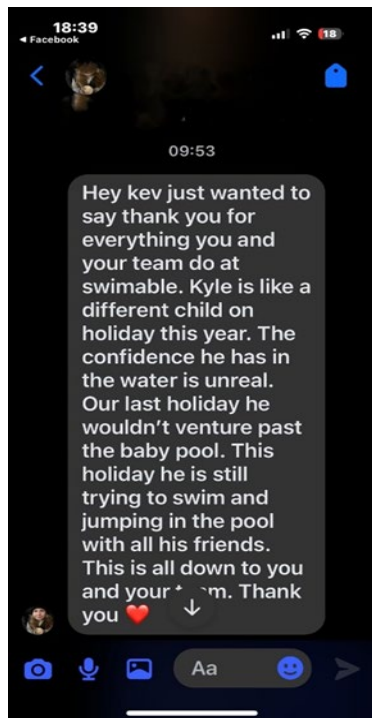 18:39
18
Facebook
09:53
Hey kev just wanted to
say thank you for
everything you and
your team do at
swimable. Kyle is like a
different child on
holiday this year. The
confidence he has in
the water is unreal.
Our last holiday he
wouldn't venture past
the baby pool. This
holiday he is still
trying to swim and
jumping in the pool
with all his friends.
This is all down to you
and your Thank
you ❤️
Aa